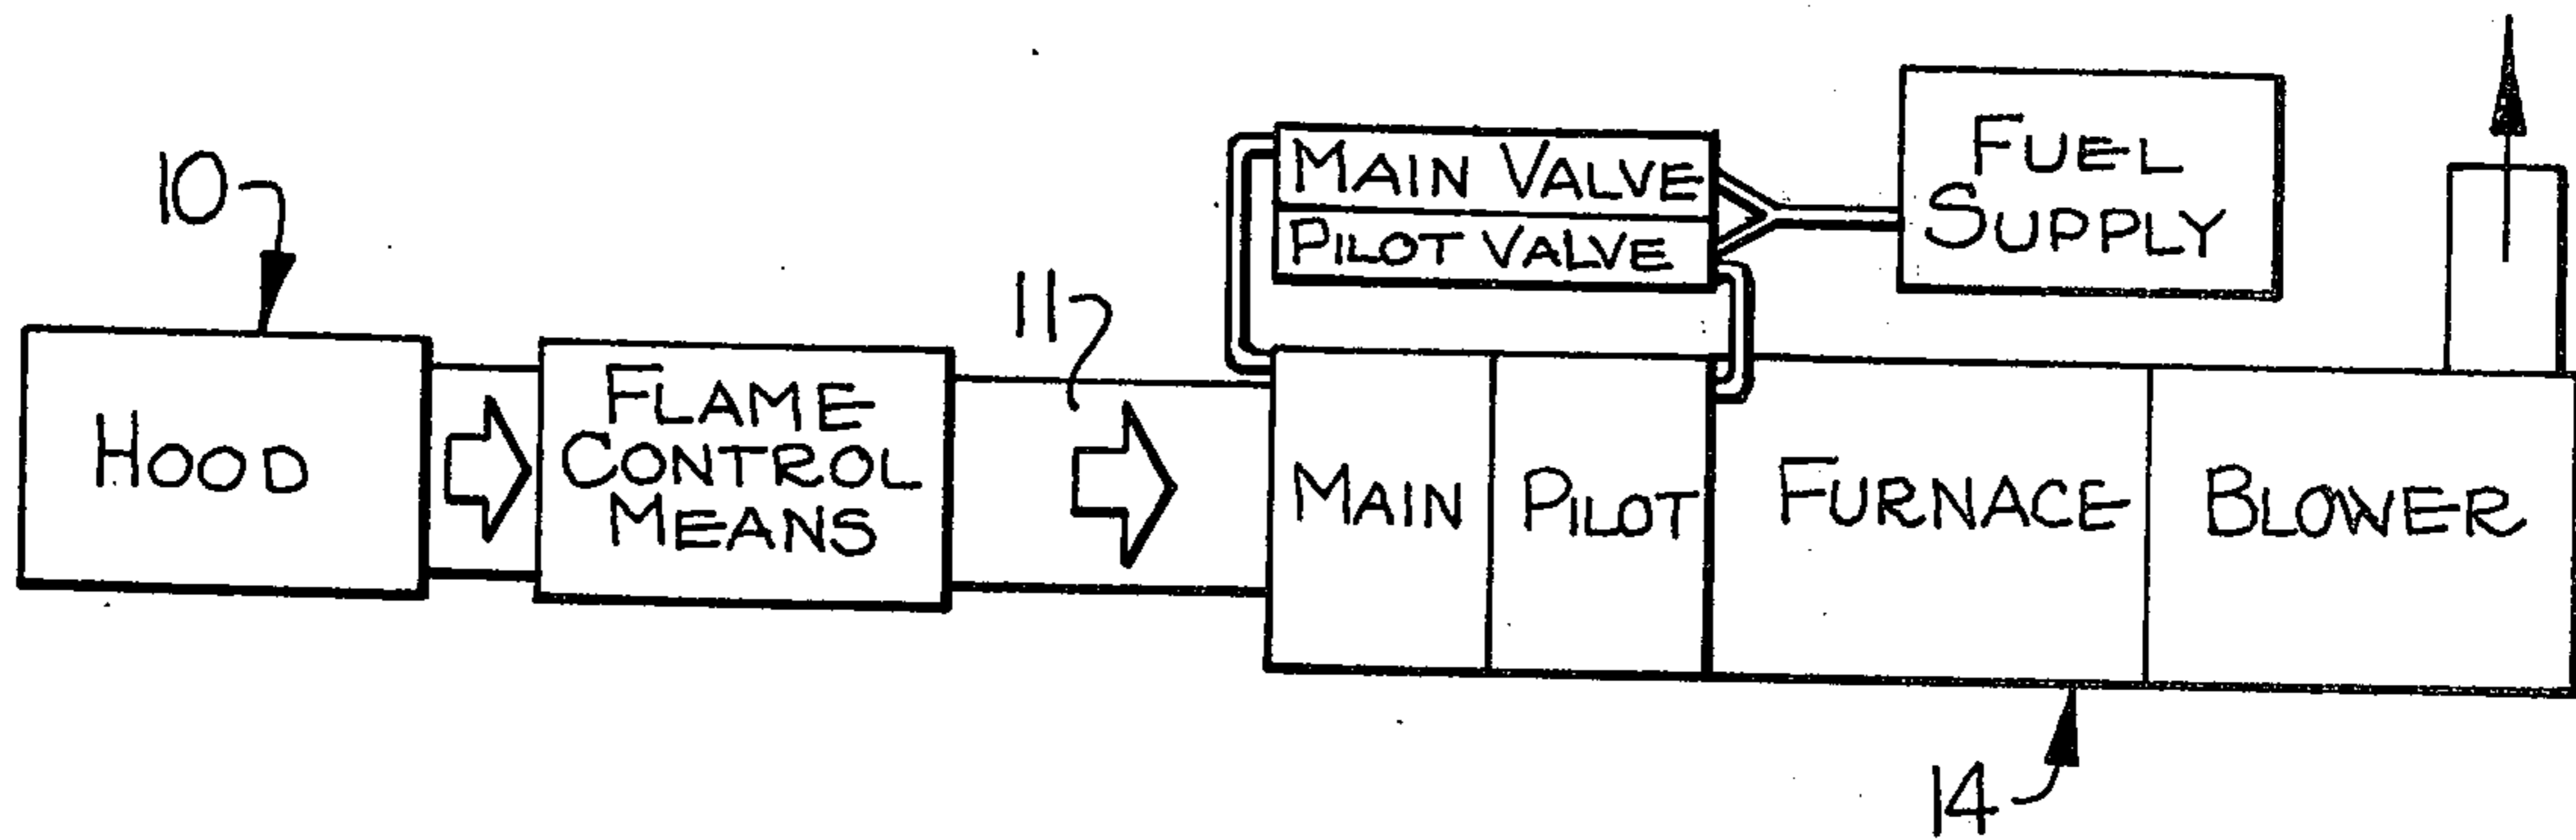 10
HOOD
FLAME
CONTROL
MEANS
11
MAIN VALVE
PILOT VALVE
FUEL
SUPPLY
MAIN
PILOT
FURNACE
BLOWER
14